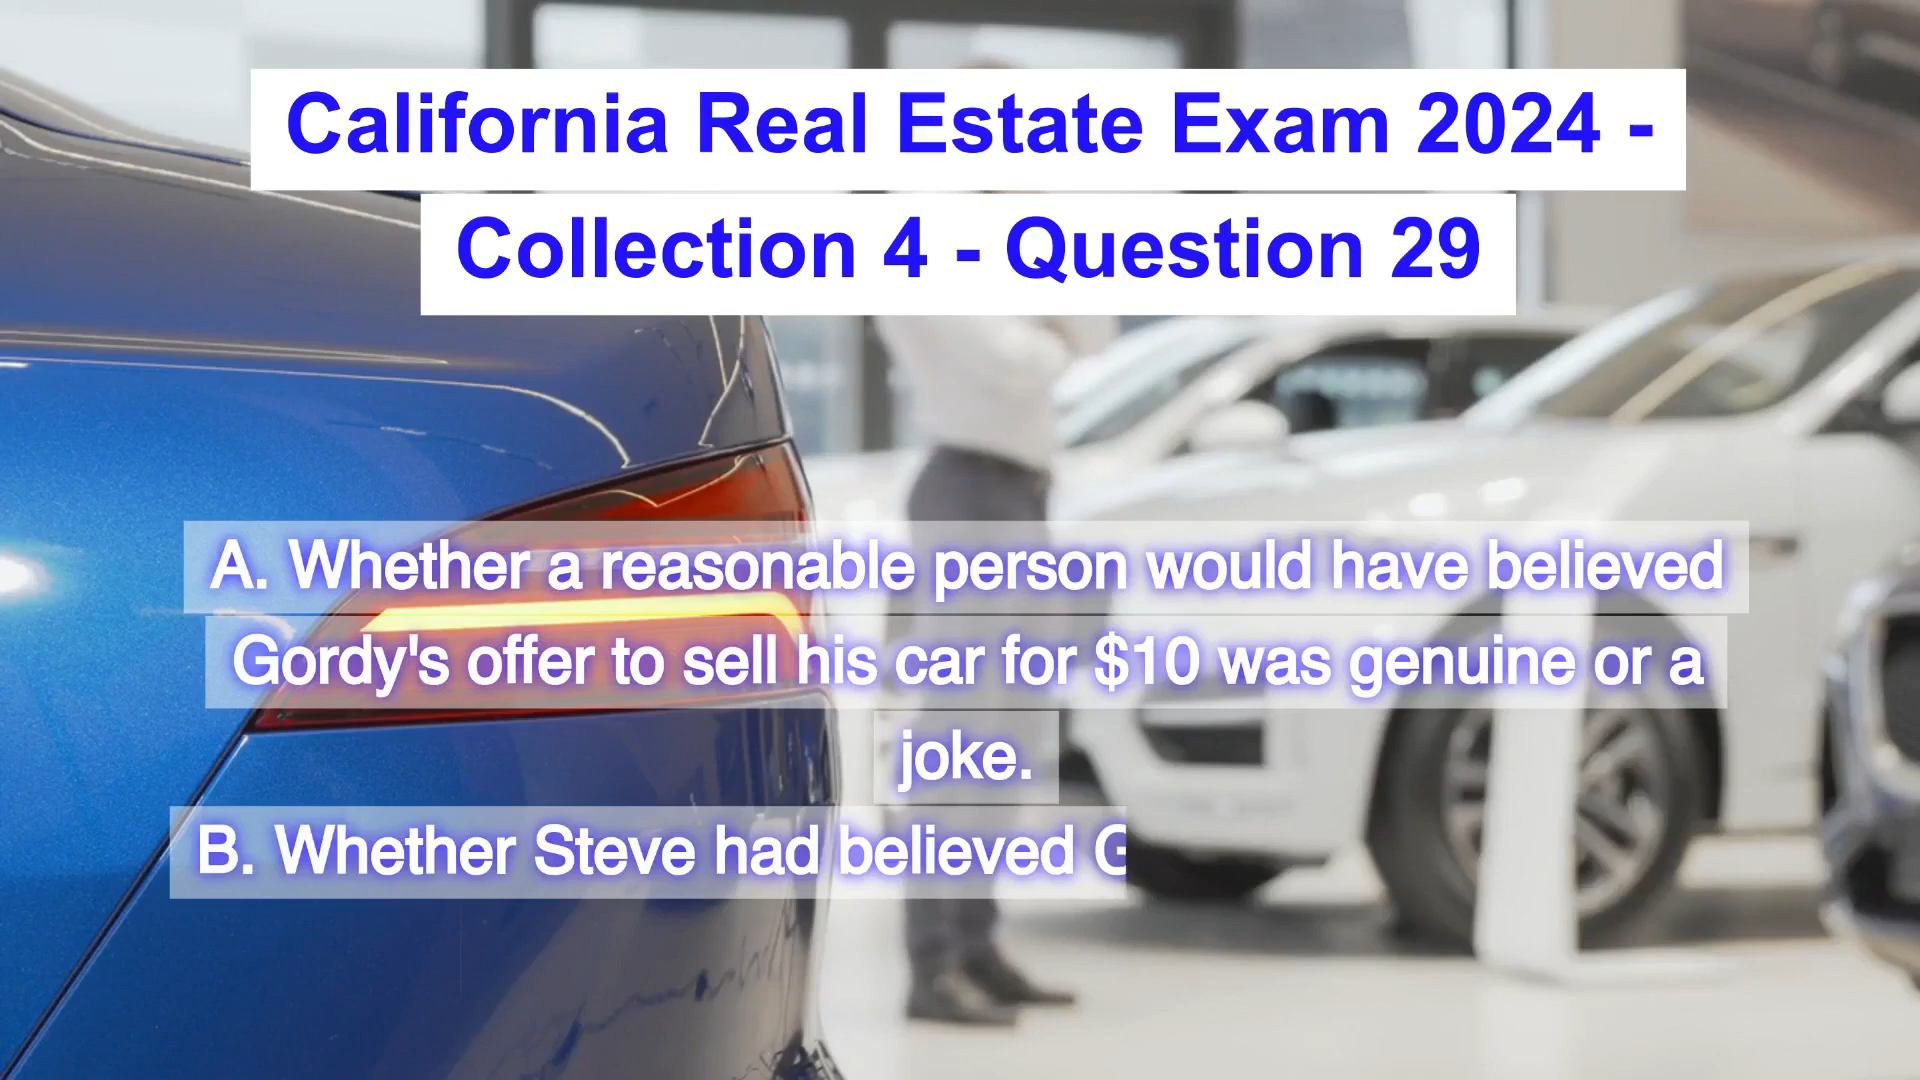 California Real Estate Exam 2024 -
Collection 4 - Question 29
A. Whether a reasonable person would have believed
Gordy's offer to sell his car for $10 was genuine or a
joke.
B. Whether Steve had believed